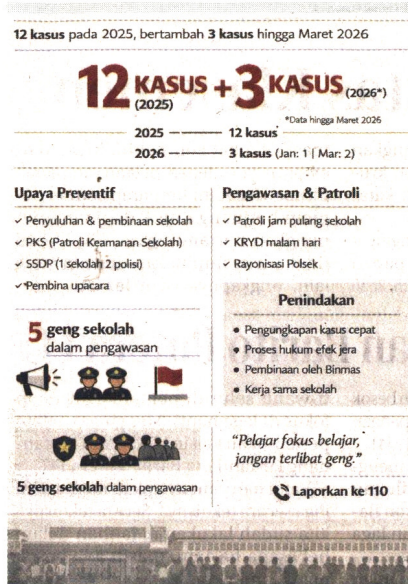 12 kasus pada 2025, bertambah 3 kasus hingga Maret 2026
12 KASUS (2025) + 3 KASUS (2026*)
*Data hingga Maret 2026
2025 — 12 kasus
2026 — 3 kasus (Jan: 1 | Mar: 2)
Upaya Preventif
✓ Penyuluhan & pembinaan sekolah
✓ PKS (Patroli Keamanan Sekolah)
✓ SSDP (1 sekolah 2 polisi)
✓ Pembina upacara
5 geng sekolah
dalam pengawasan
Pengawasan & Patroli
✓ Patroli jam pulang sekolah
✓ KRYD malam hari
✓ Rayonisasi Polsek
Penindakan
• Pengungkapan kasus cepat
• Proses hukum efek jera
• Pembinaan oleh Binmas
• Kerja sama sekolah
5 geng sekolah dalam pengawasan
"Pelajar fokus belajar,
jangan terlibat geng."
Laporkan ke 110